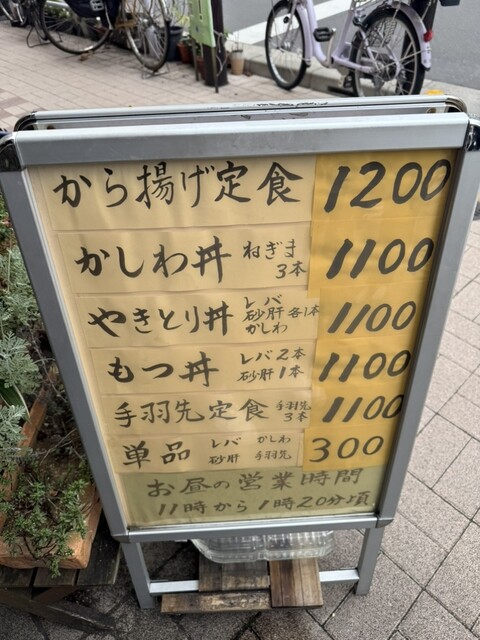 から揚げ定食 1200
かしわ丼 ねぎま 3本 1100
やきとり丼 レバ 砂肝 かしわ 各1本 1100
もつ丼 レバ2本 砂肝1本 1100
手羽先定食 手羽先 3本 1100
単品 レバ かしわ 砂肝 手羽先 300
お昼の営業時間
11時から1時20分頃